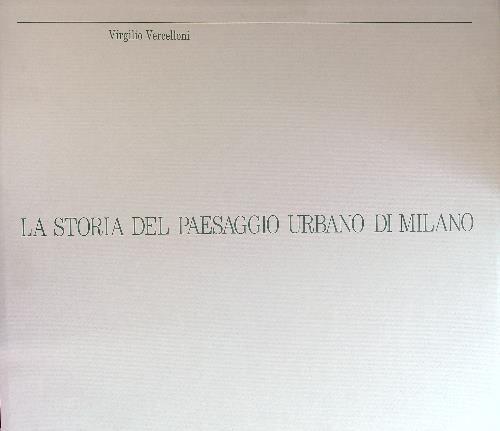 Virgilio Vercelloni
LA STORIA DEL PAESAGGIO URBANO DI MILANO